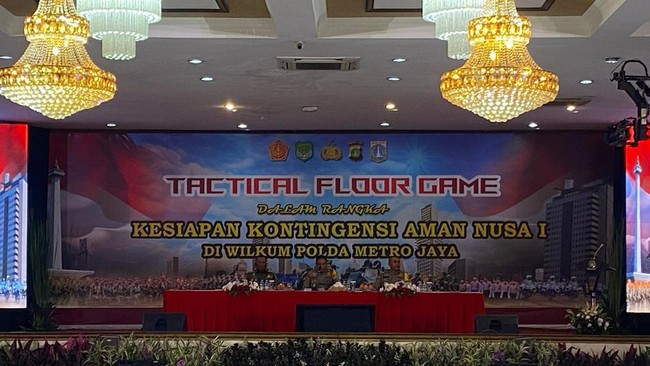 TACTICAL FLOOR GAME
DALAM RANGKA
KESIAPAN KONTINGENSI AMAN NUSA I
DI WILKUM POLDA METRO JAYA